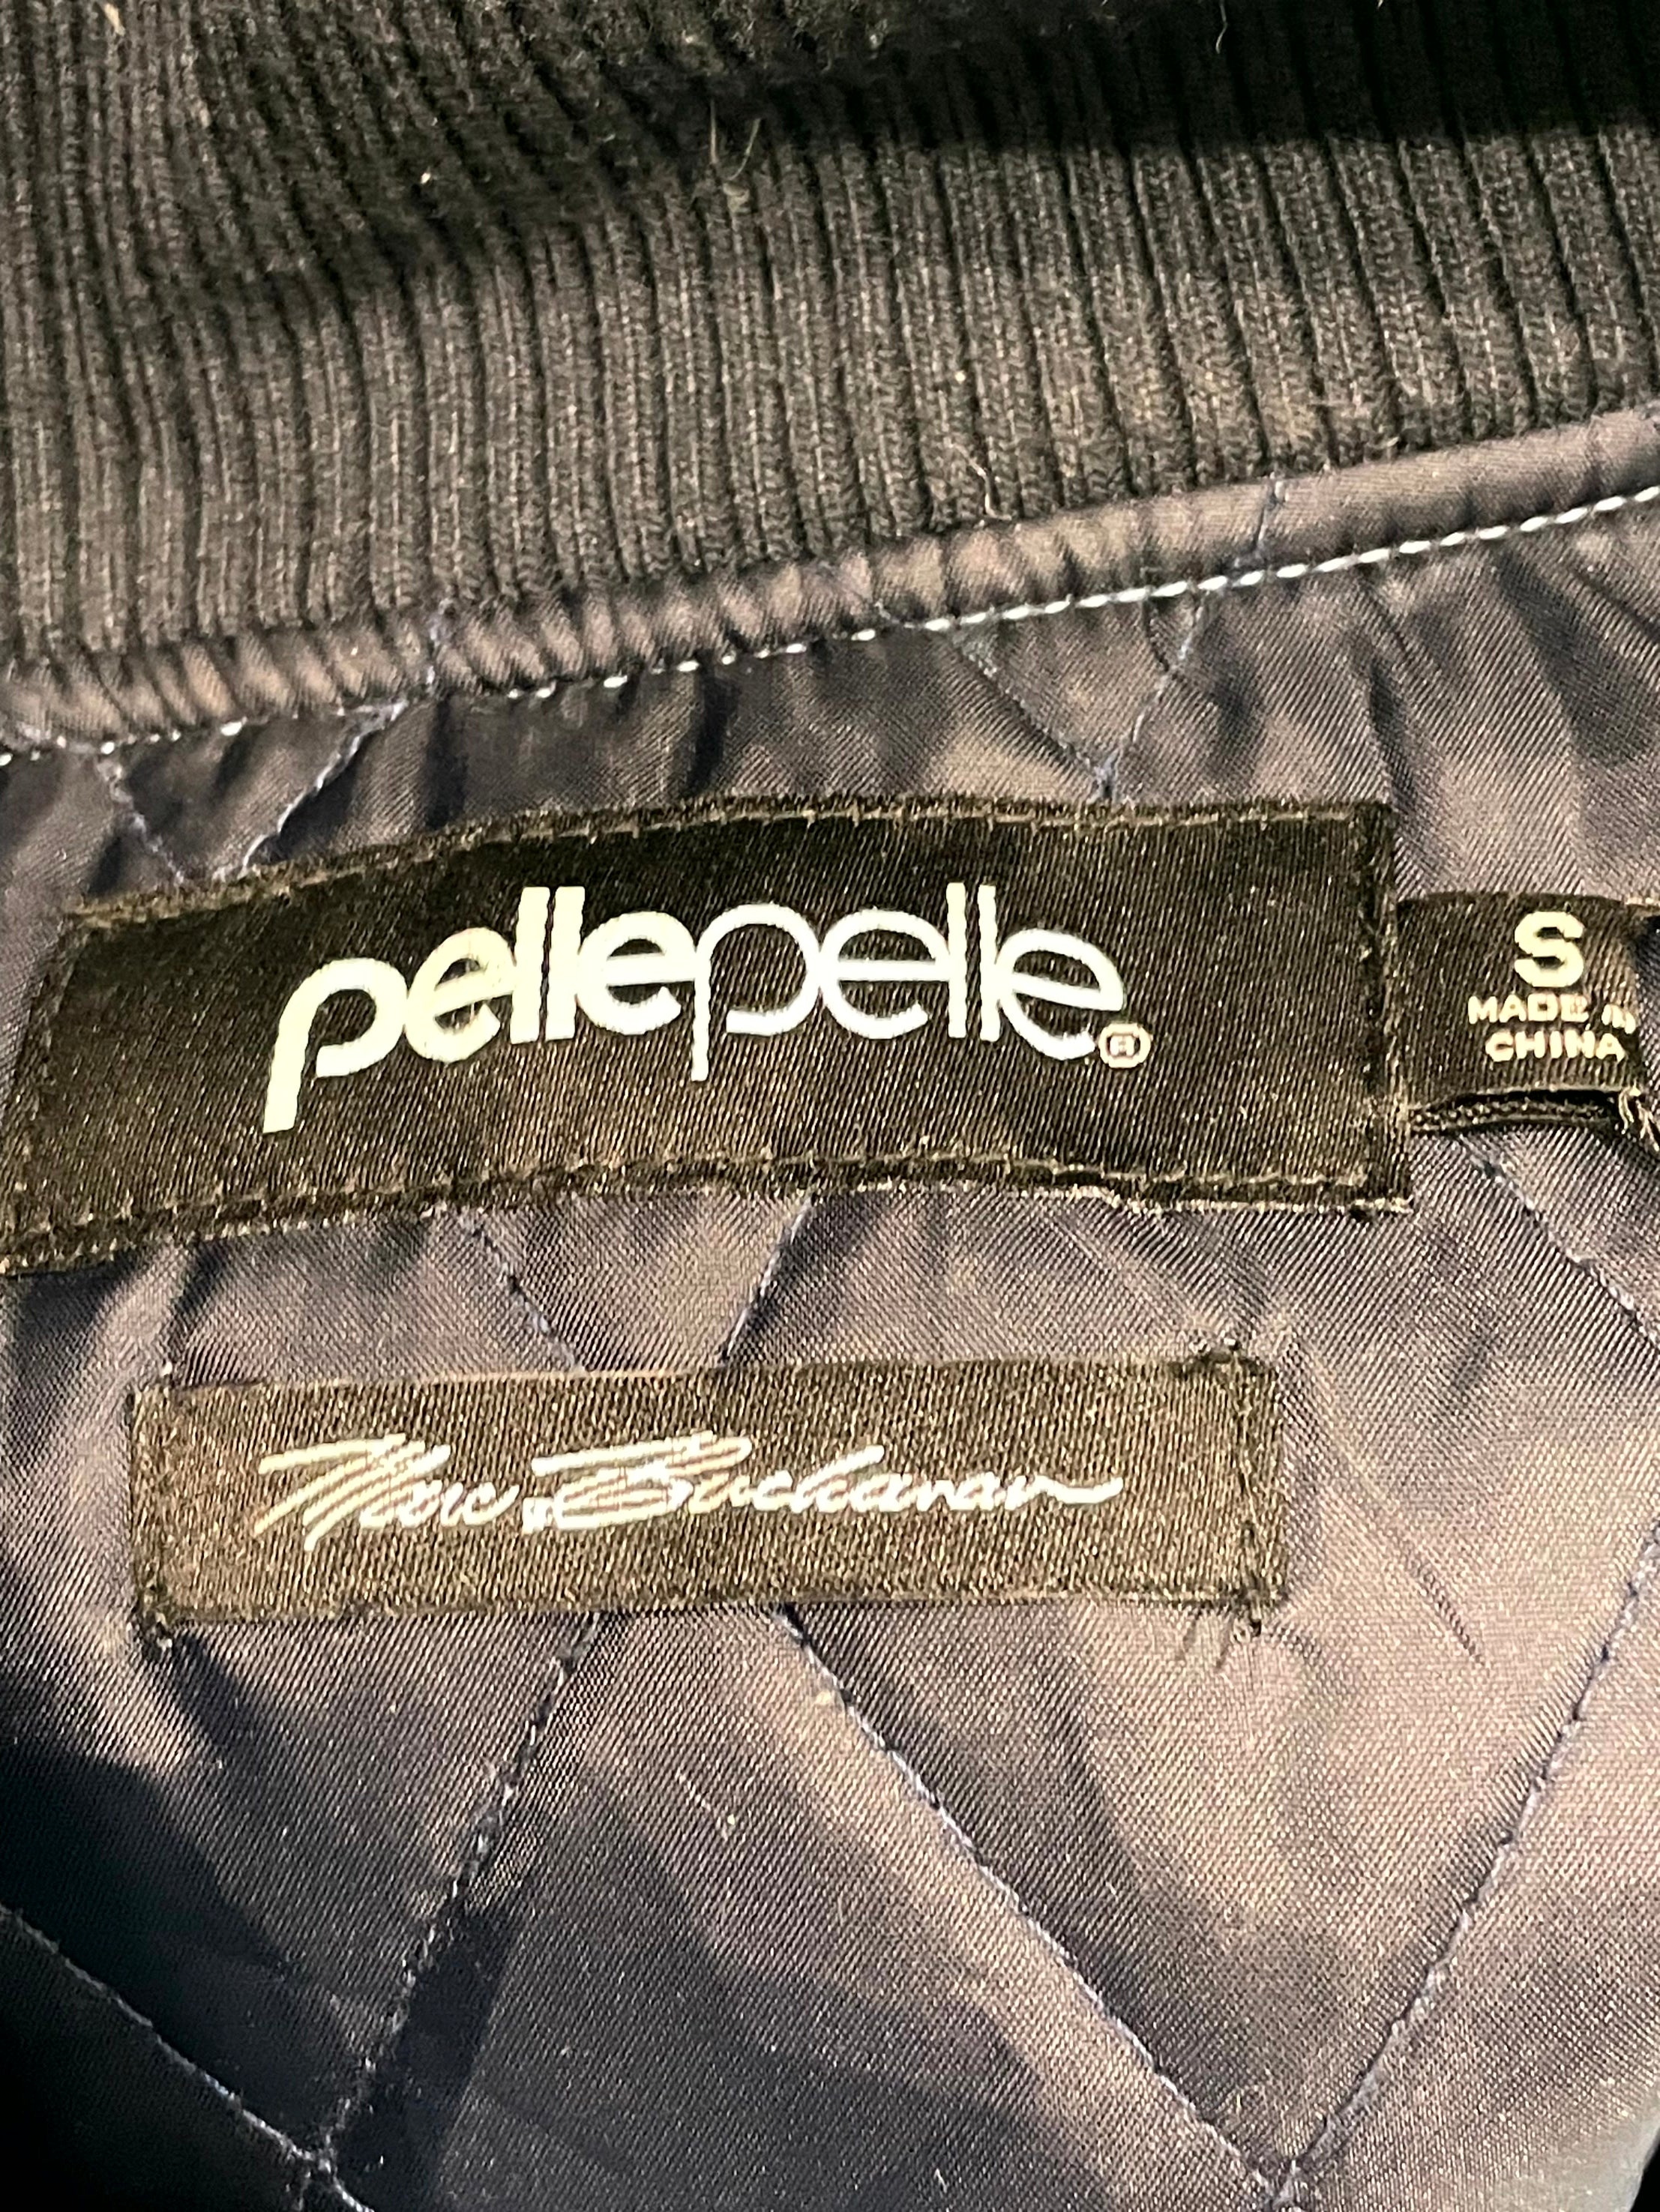 pellepelle®
S
MADE IN
CHINA
Marc Buchanan